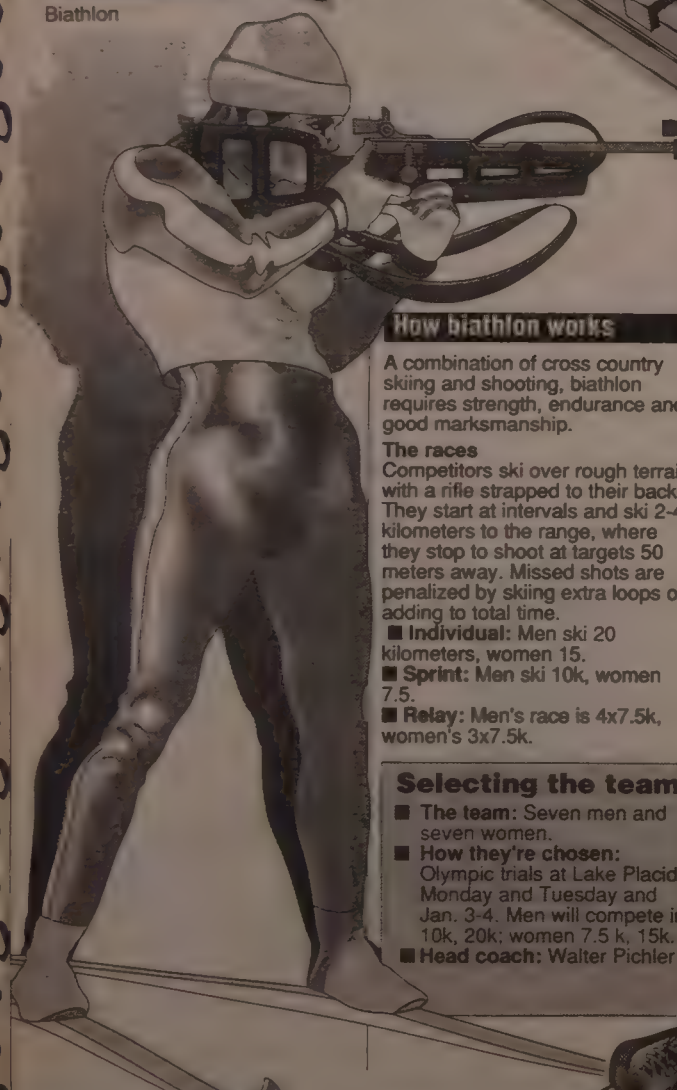 Biathlon
How biathlon works
A combination of cross country
skiing and shooting, biathlon
requires strength, endurance and
good marksmanship.
The races
Competitors ski over rough terrai
with a rifle strapped to their back
They start at intervals and ski 2-4
kilometers to the range, where
they stop to shoot at targets 50
meters away. Missed shots are
penalized by skiing extra loops o
adding to total time.
■ Individual: Men ski 20
kilometers, women 15.
■ Sprint: Men ski 10k, women
7.5.
■ Relay: Men's race is 4x7.5k,
women's 3x7.5k.
Selecting the team
■ The team: Seven men and
seven women.
■ How they're chosen:
Olympic trials at Lake Placid
Monday and Tuesday and
Jan. 3-4. Men will compete in
10k, 20k; women 7.5 k, 15k.
■ Head coach: Walter Pichler